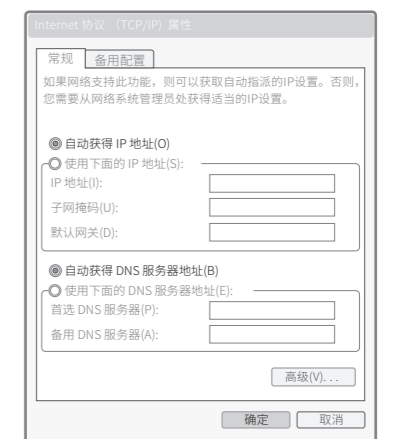 Internet 协议 （TCP/IP) 属性
常规 备用配置
如果网络支持此功能，则可以获取自动指派的IP设置。否则，
您需要从网络系统管理员处获得适当的IP设置。
自动获得 IP 地址(O)
使用下面的 IP 地址(S):
IP 地址(I):
子网掩码(U):
默认网关(D):
自动获得 DNS 服务器地址(B)
使用下面的 DNS 服务器地址(E):
首选 DNS 服务器(P):
备用 DNS 服务器(A):
高级(V). . .
确定 取消